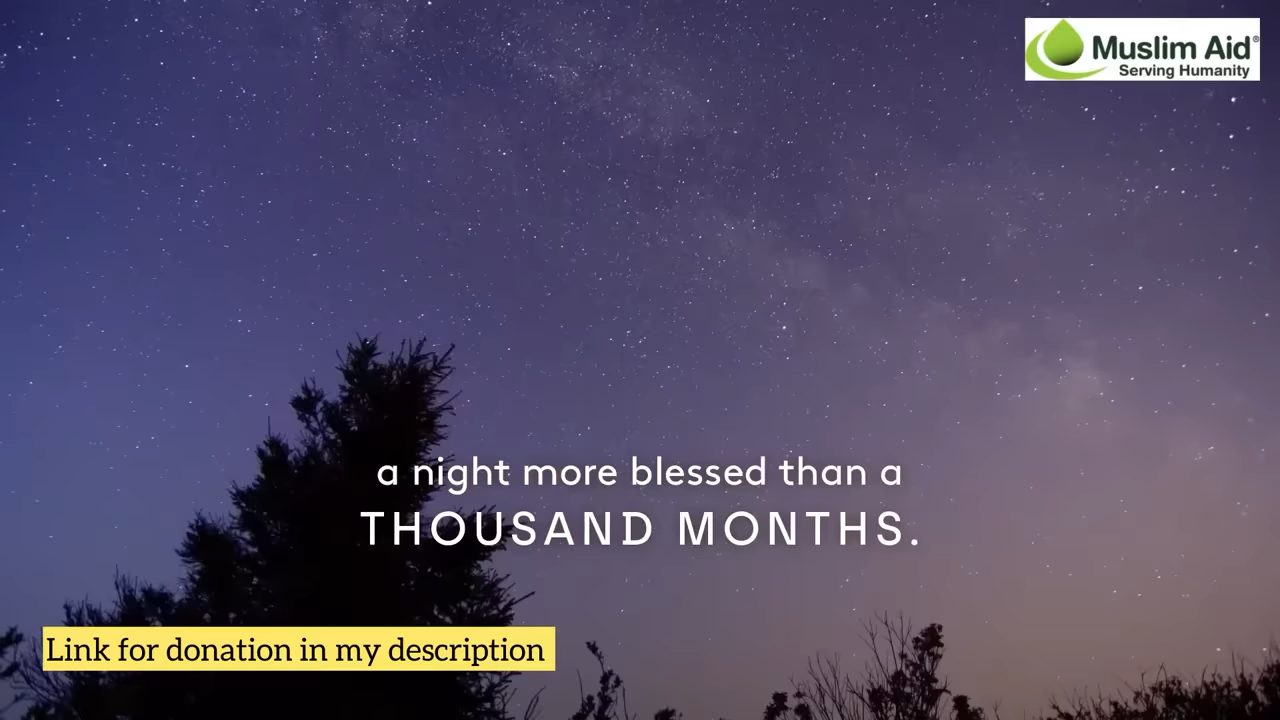 Muslim Aid®
Serving Humanity
a night more blessed than a
THOUSAND MONTHS.
Link for donation in my description